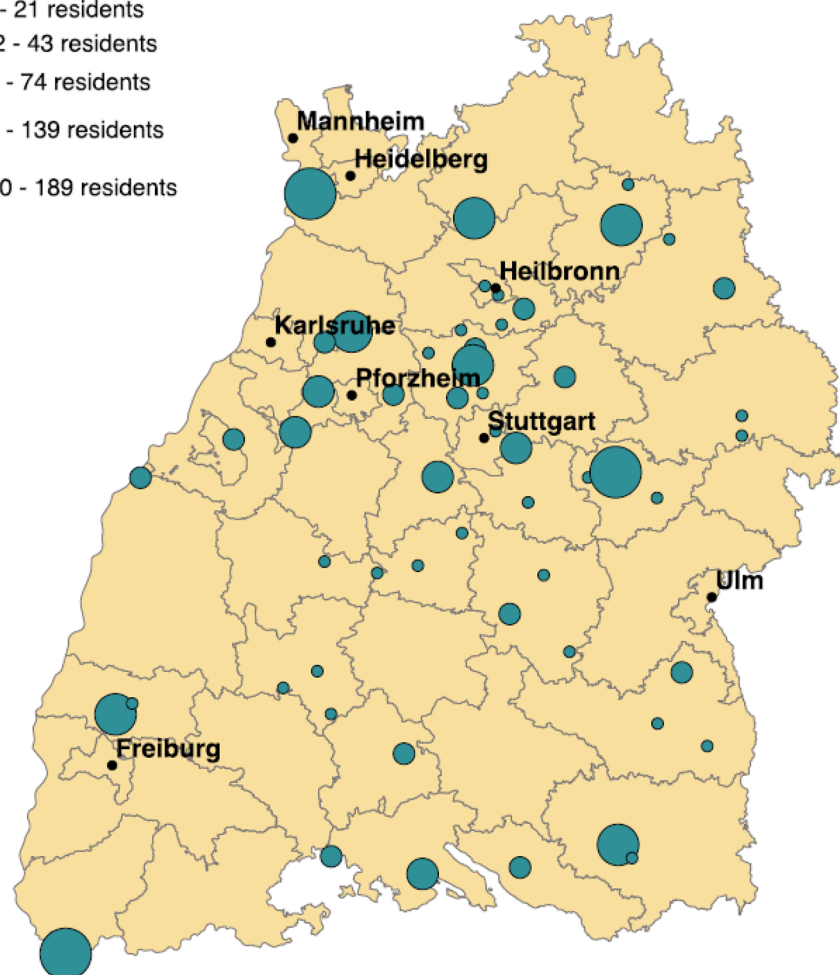 - 21 residents
2 - 43 residents
- 74 residents
- 139 residents
0 - 189 residents
Mannheim
Heidelberg
Heilbronn
Karlsruhe
Pforzheim
Stuttgart
Ulm
Freiburg